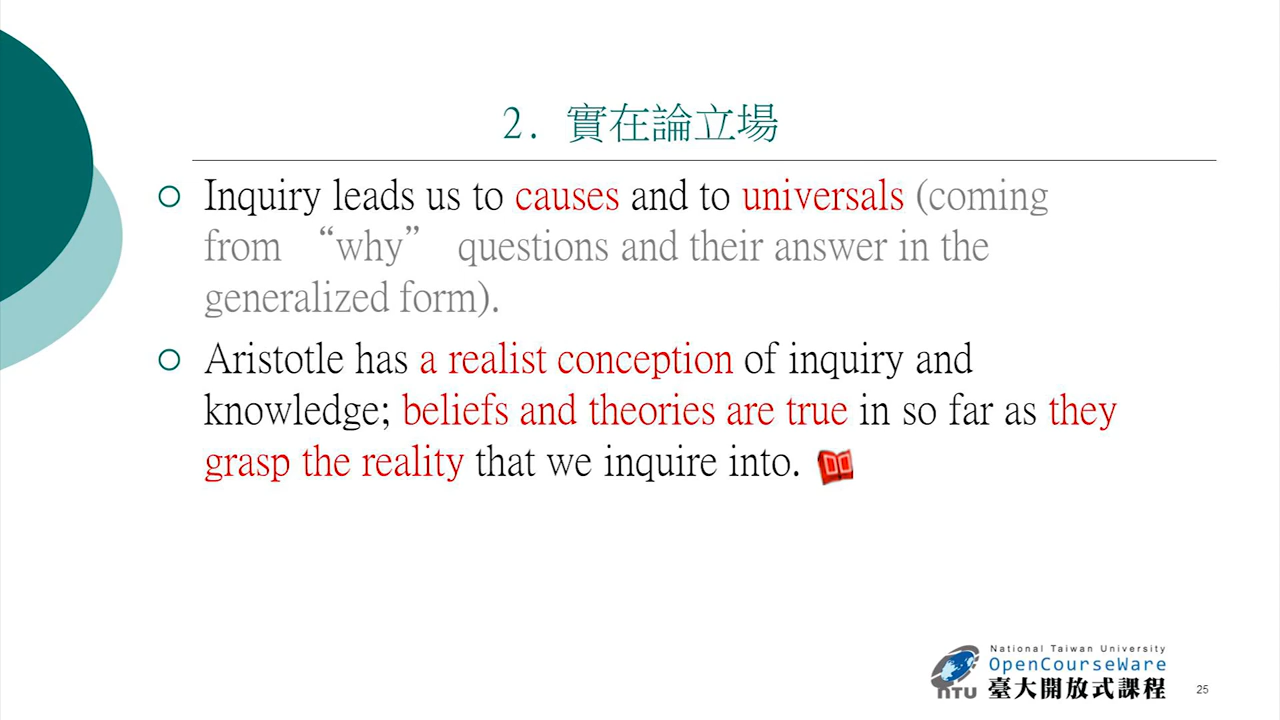 2. 實在論立場
Inquiry leads us to causes and to universals (coming
from “why” questions and their answer in the
generalized form).
Aristotle has a realist conception of inquiry and
knowledge; beliefs and theories are true in so far as they
grasp the reality that we inquire into.
National Taiwan University
OpenCourseWare
NTU 臺大開放式課程
25